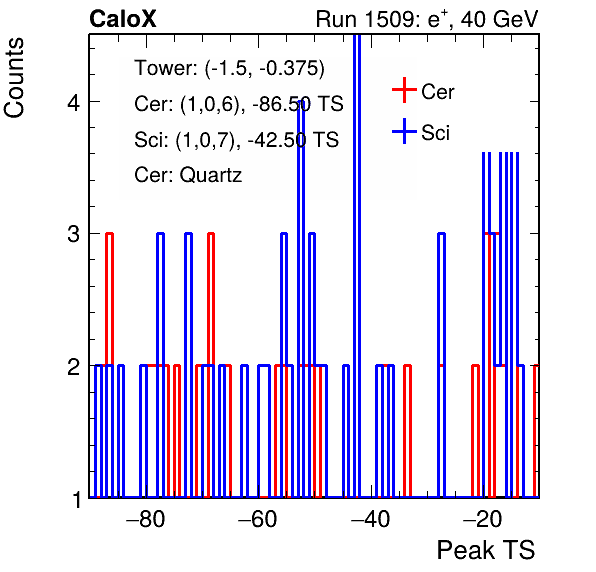 CaloX Run 1509: e⁺, 40 GeV
Counts
Tower: (-1.5, -0.375)
Cer: (1,0,6), -86.50 TS
Sci: (1,0,7), -42.50 TS
Cer: Quartz
Cer
Sci
4
3
2
1
−80 −60 −40 −20
Peak TS